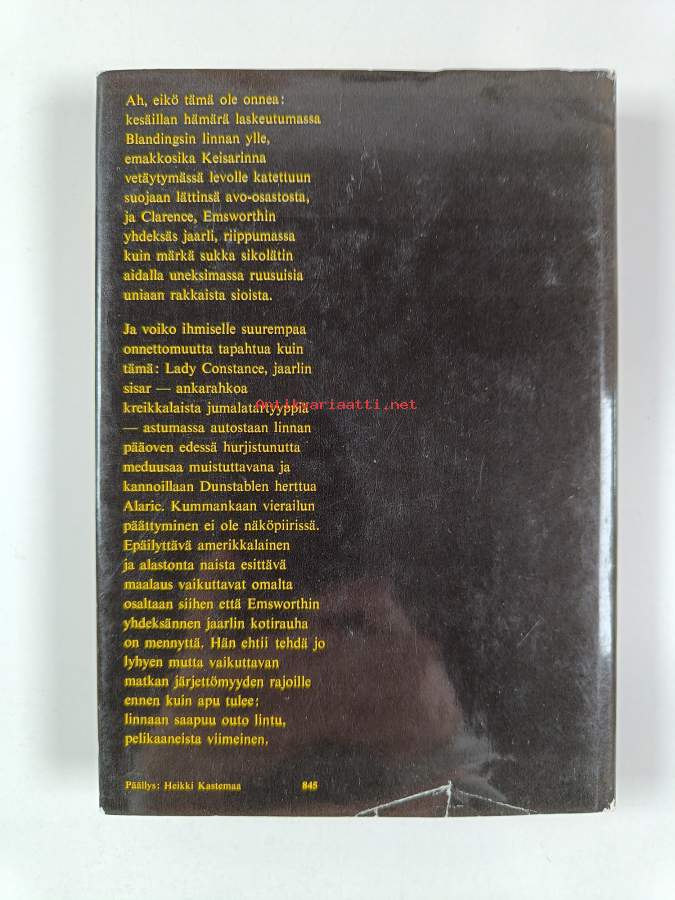 Ah, eikö tämä ole onnea:
kesäillan hämärä laskeutumassa
Blandingsin linnan ylle,
emakkosika Keisarinna
vetäytymässä levolle katettuun
suojaan lättinsä avo-osastosta,
ja Clarence, Emsworthin
yhdeksäs jaarli, riippumassa
kuin märkä sukka sikolätin
aidalla uneksimassa ruusuisia
uniaan rakkaista sioista.
Ja voiko ihmiselle suurempaa
onnettomuutta tapahtua kuin
tämä: Lady Constance, jaarlin
sisar — ankarahkoa
kreikkalaista jumalatartyyppiä
Antikvariaatti.net
— astumassa autostaan linnan
pääoven edessä hurjistunutta
meduusaa muistuttavana ja
kannoillaan Dunstablen herttua
Alaric. Kummankaan vierailun
päättyminen ei ole näköpiirissä.
Epäilyttävä amerikkalainen
ja alastonta naista esittävä
maalaus vaikuttavat omalta
osaltaan siihen että Emsworthin
yhdeksännen jaarlin kotirauha
on mennyttä. Hän ehtii tehdä jo
lyhyen mutta vaikuttavan
matkan järjettömyyden rajoille
ennen kuin apu tulee:
linnaan saapuu outo lintu,
pelikaaneista viimeinen.
Päällys: Heikki Kastemaa 845